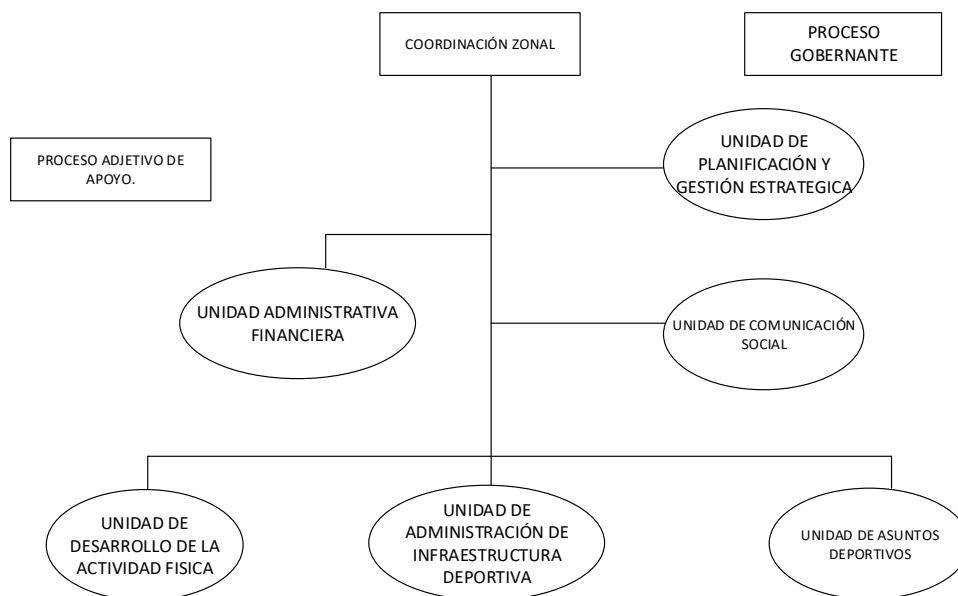 COORDINACIÓN ZONAL
PROCESO
GOBERNANTE
PROCESO ADJETIVO DE
APOYO.
UNIDAD DE
PLANIFICACIÓN Y
GESTIÓN ESTRATEGICA
UNIDAD ADMINISTRATIVA
FINANCIERA
UNIDAD DE COMUNICACIÓN
SOCIAL
UNIDAD DE
DESARROLLO DE LA
ACTIVIDAD FISICA
UNIDAD DE
ADMINISTRACIÓN DE
INFRAESTRUCTURA
DEPORTIVA
UNIDAD DE ASUNTOS
DEPORTIVOS